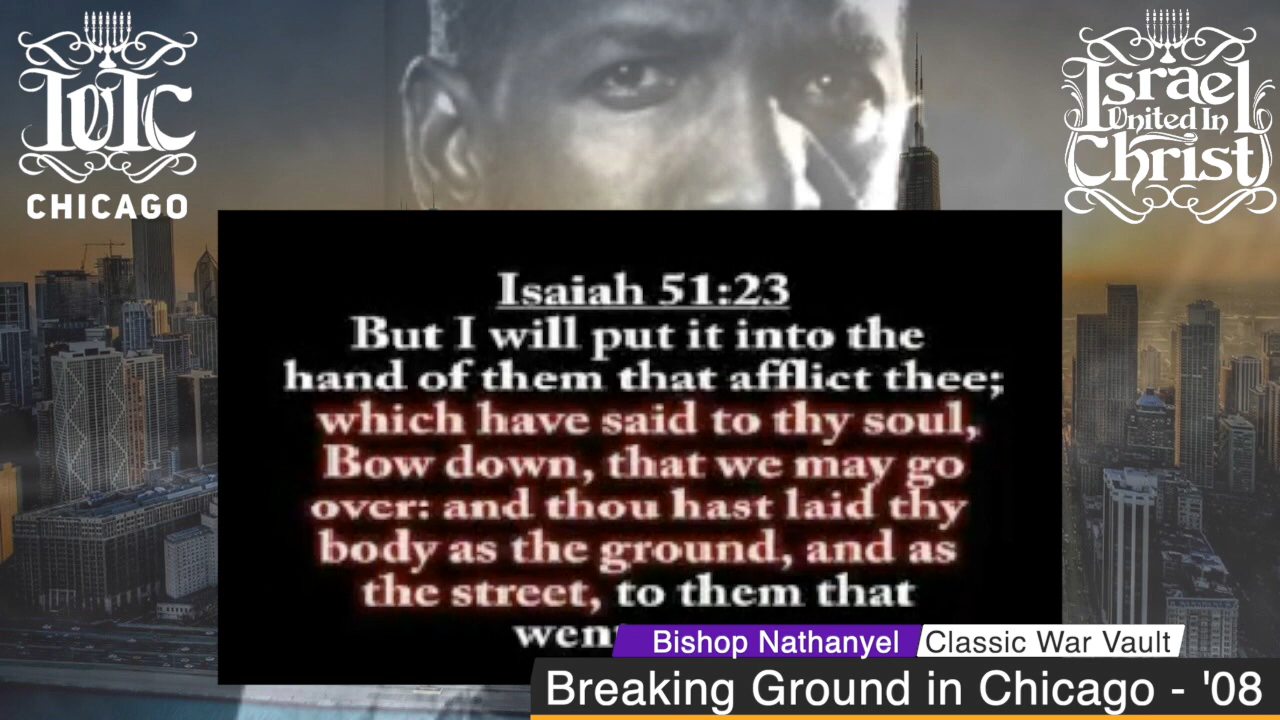 IUIC
CHICAGO
Israel
United In
Christ
Isaiah 51:23
But I will put it into the
hand of them that afflict thee;
which have said to thy soul,
Bow down, that we may go
over: and thou hast laid thy
body as the ground, and as
the street, to them that
went
Bishop Nathanyel
Classic War Vault
Breaking Ground in Chicago - '08